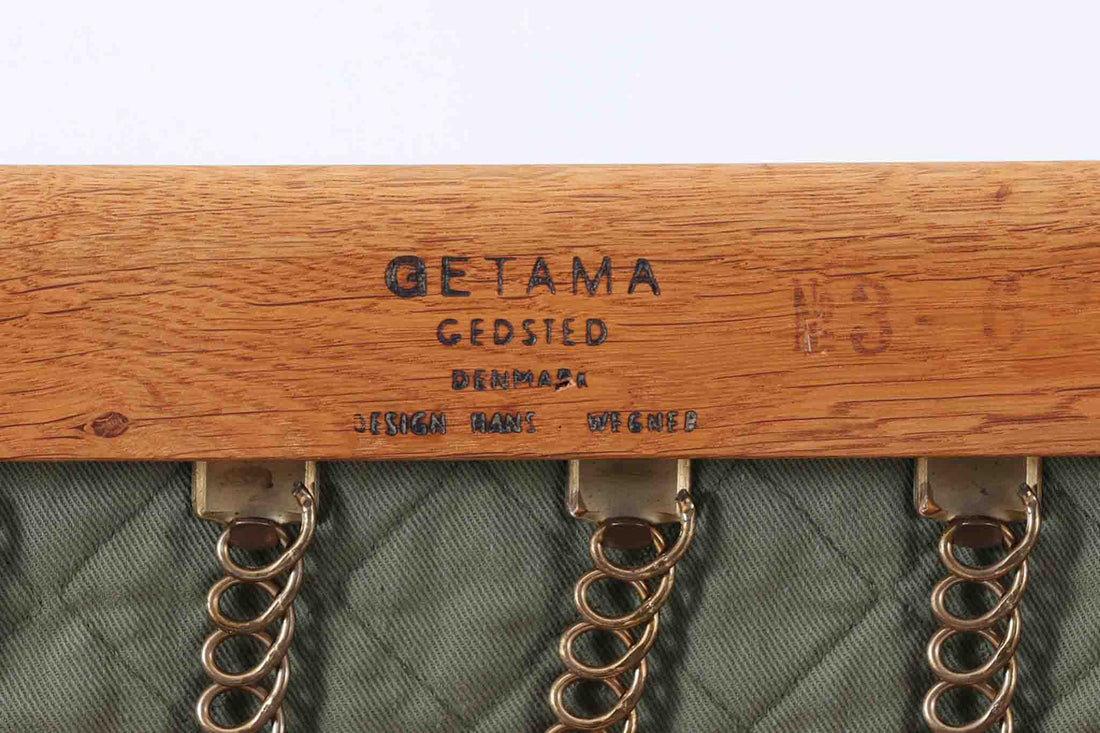 GETAMA
GEDSTED
DENMARK
DESIGN HANS WEGNER